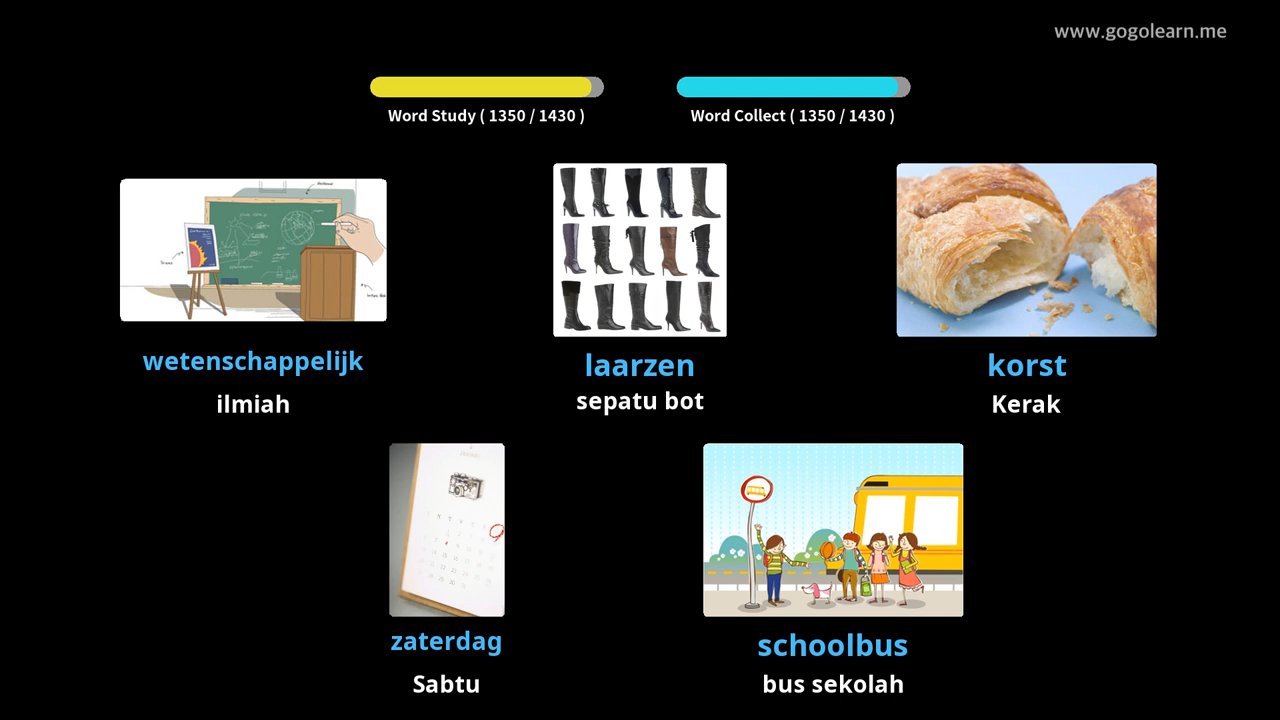 www.gogolearn.me
Word Study ( 1350 / 1430 )
Word Collect ( 1350 / 1430 )
wetenschappelijk
ilmiah
laarzen
sepatu bot
korst
Kerak
zaterdag
Sabtu
schoolbus
bus sekolah